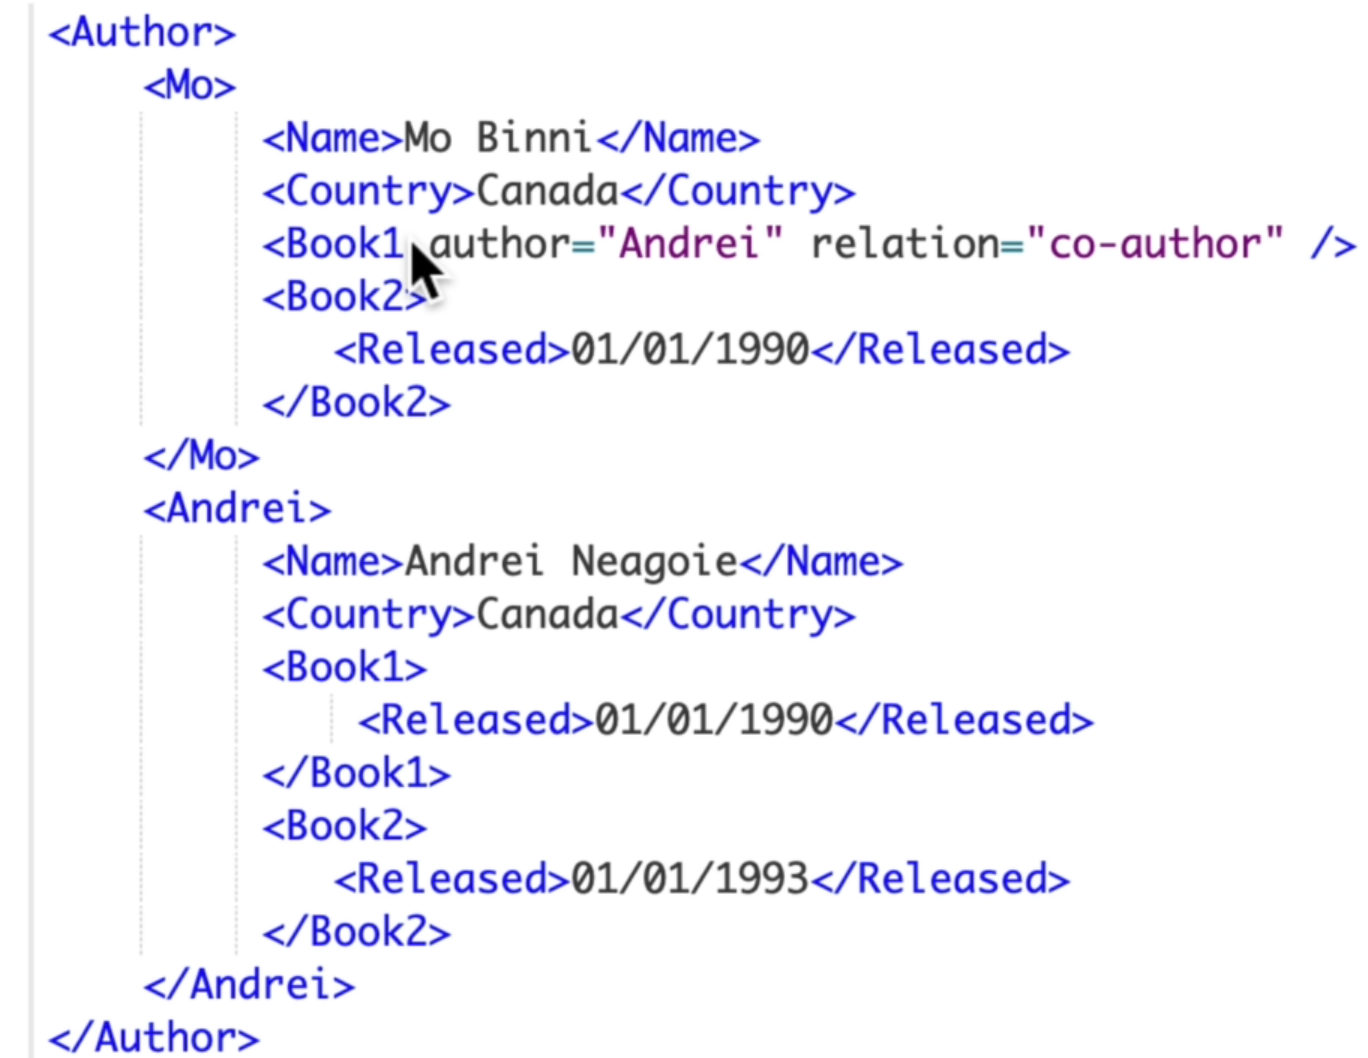 <Author>
<Mo>
<Name>Mo Binni</Name>
<Country>Canada</Country>
<Book1 author="Andrei" relation="co-author" />
<Book2>
<Released>01/01/1990</Released>
</Book2>
</Mo>
<Andrei>
<Name>Andrei Neagoie</Name>
<Country>Canada</Country>
<Book1>
<Released>01/01/1990</Released>
</Book1>
<Book2>
<Released>01/01/1993</Released>
</Book2>
</Andrei>
</Author>